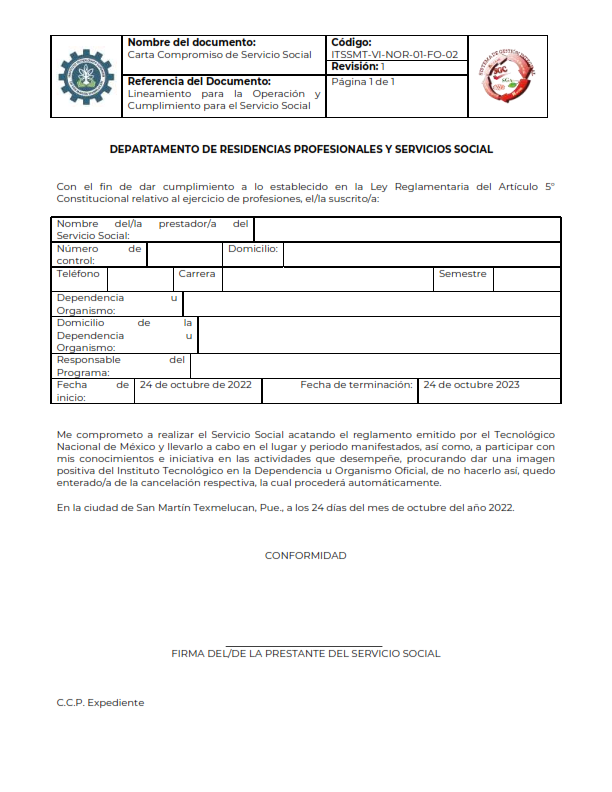 Nombre del documento:
Carta Compromiso de Servicio Social
Código:
ITSSMT-VI-NOR-01-FO-02
Revisión: 1
Referencia del Documento:
Lineamiento para la Operación y
Cumplimiento para el Servicio Social
Página 1 de 1
SGC
DEPARTAMENTO DE RESIDENCIAS PROFESIONALES Y SERVICIOS SOCIAL
Con el fin de dar cumplimiento a lo establecido en la Ley Reglamentaria del Artículo 5°
Constitucional relativo al ejercicio de profesiones, el/la suscrito/a:
Nombre del/la prestador/a del
Servicio Social:
Número de
control:
Domicilio:
Teléfono
Carrera
Semestre
Dependencia u
Organismo:
Domicilio de la
Dependencia u
Organismo:
Responsable del
Programa:
Fecha de
inicio:
24 de octubre de 2022
Fecha de terminación:
24 de octubre 2023
Me comprometo a realizar el Servicio Social acatando el reglamento emitido por el Tecnológico
Nacional de México y llevarlo a cabo en el lugar y periodo manifestados, así como, a participar con
mis conocimientos e iniciativa en las actividades que desempeñe, procurando dar una imagen
positiva del Instituto Tecnológico en la Dependencia u Organismo Oficial, de no hacerlo así, quedo
enterado/a de la cancelación respectiva, la cual procederá automáticamente.
En la ciudad de San Martín Texmelucan, Pue., a los 24 días del mes de octubre del año 2022.
CONFORMIDAD
FIRMA DEL/DE LA PRESTANTE DEL SERVICIO SOCIAL
C.C.P. Expediente